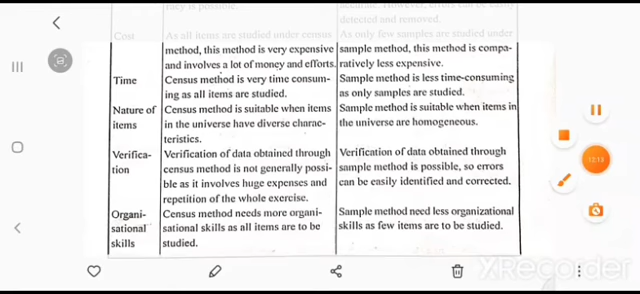 racy is possible.
detected and removed.
Cost As all items are studied under census As only few samples are studied under
method, this method is very expensive sample method, this method is compa-
and involves a lot of money and efforts. ratively less expensive.
Time Census method is very time consum- Sample method is less time-consuming
ing as all items are studied. as only samples are studied.
Nature of Census method is suitable when items Sample method is suitable when items in
items in the universe have diverse charac- the universe are homogeneous.
teristics.
Verifica- Verification of data obtained through Verification of data obtained through
tion census method is not generally possi- sample method is possible, so errors
ble as it involves huge expenses and can be easily identified and corrected.
repetition of the whole exercise.
Organi- Census method needs more organi- Sample method need less organizational
sational sational skills as all items are to be skills as few items are to be studied.
skills studied.
XRecorder